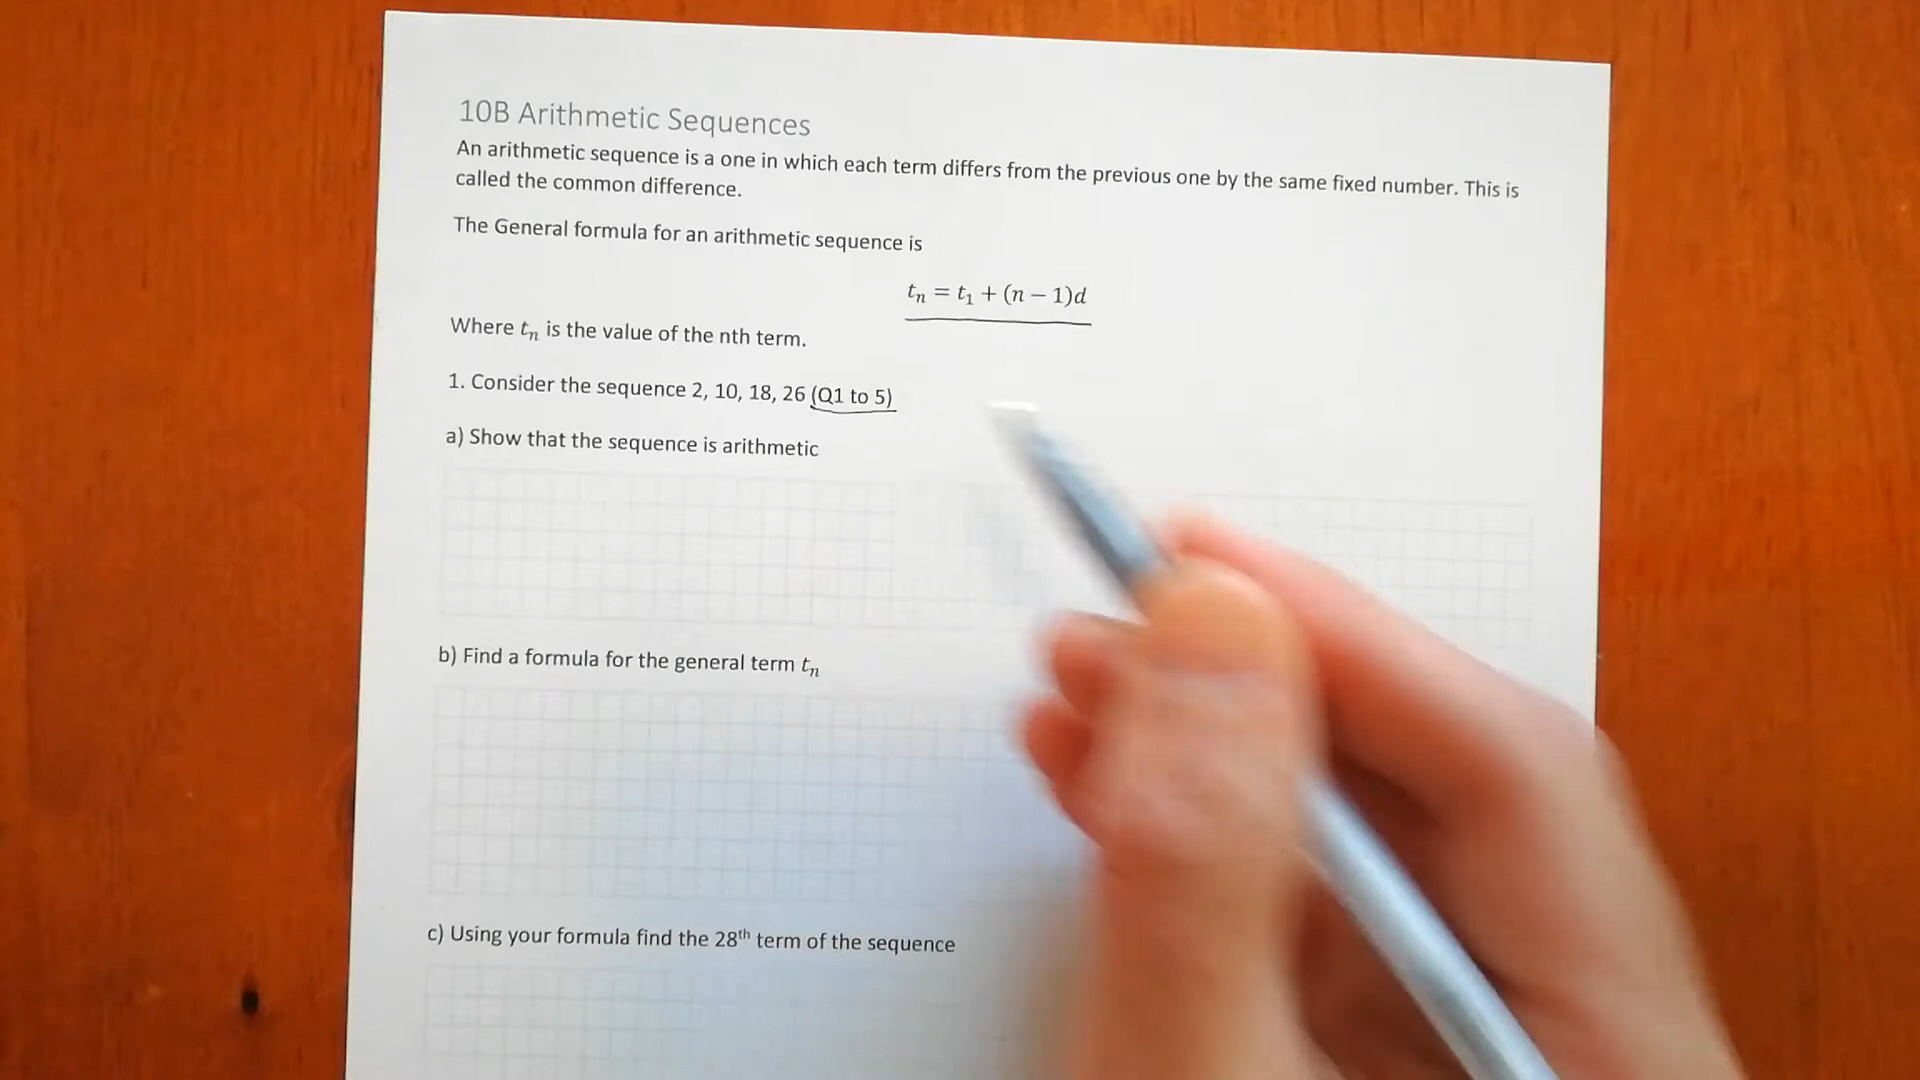 10B Arithmetic Sequences
An arithmetic sequence is a one in which each term differs from the previous one by the same fixed number. This is
called the common difference.
The General formula for an arithmetic sequence is
tₙ = t₁ + (n − 1)d
Where tₙ is the value of the nth term.
1. Consider the sequence 2, 10, 18, 26 (Q1 to 5)
a) Show that the sequence is arithmetic
b) Find a formula for the general term tₙ
c) Using your formula find the 28ᵗʰ term of the sequence